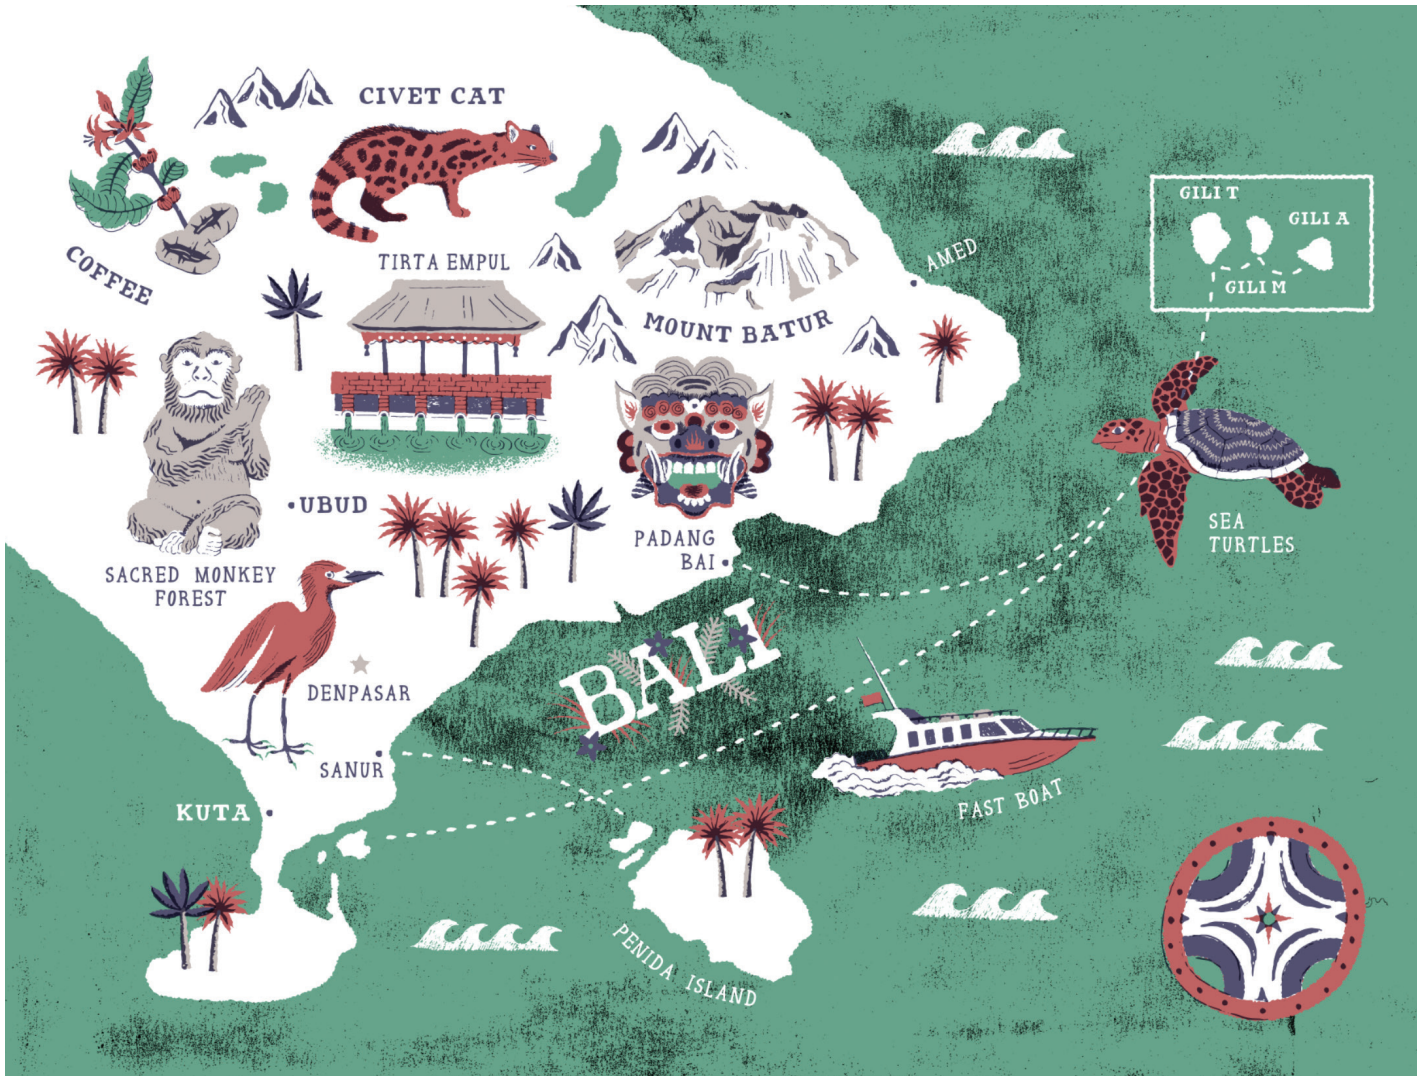 CIVET CAT
GILI T
GILI A
GILI M
COFFEE
TIRTA EMPUL
AMED
MOUNT BATUR
UBUD
PADANG
BAI
SEA
TURTLES
SACRED MONKEY
FOREST
BALI
DENPASAR
SANUR
KUTA
FAST BOAT
PENIDA ISLAND